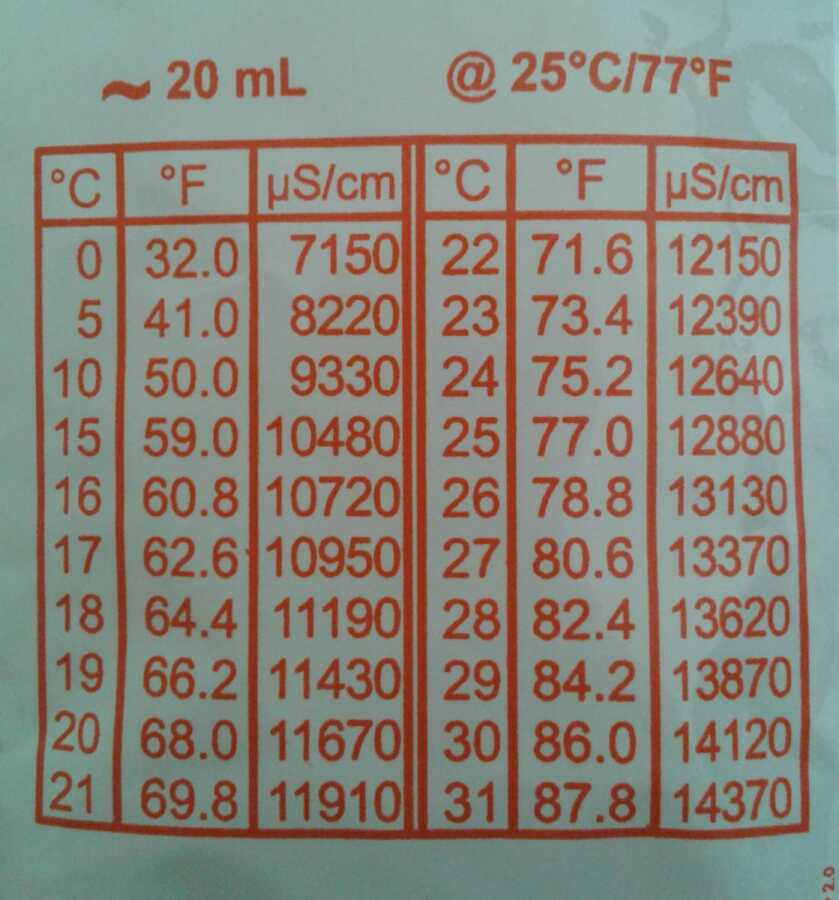 ~ 20 mL @ 25°C/77°F
°C °F µS/cm °C °F µS/cm
0 32.0 7150 22 71.6 12150
5 41.0 8220 23 73.4 12390
10 50.0 9330 24 75.2 12640
15 59.0 10480 25 77.0 12880
16 60.8 10720 26 78.8 13130
17 62.6 10950 27 80.6 13370
18 64.4 11190 28 82.4 13620
19 66.2 11430 29 84.2 13870
20 68.0 11670 30 86.0 14120
21 69.8 11910 31 87.8 14370
2.0